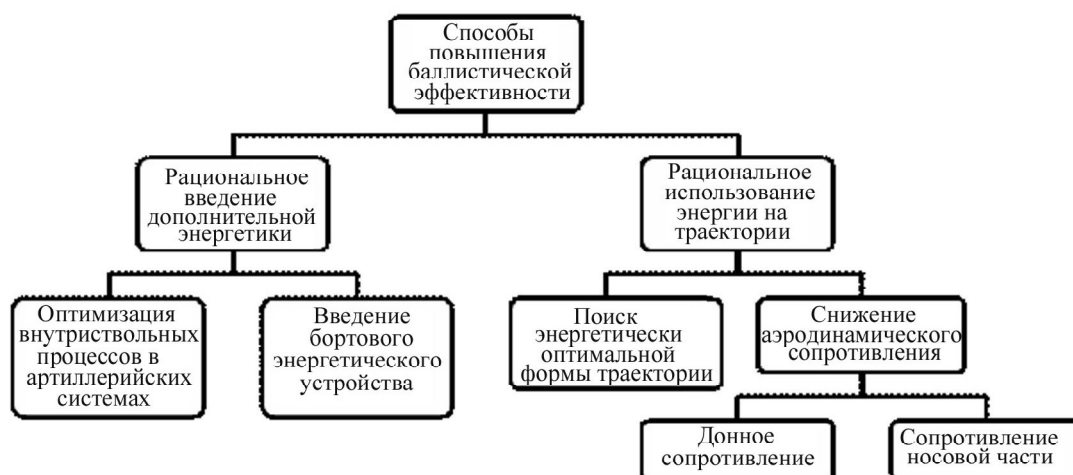 Способы
повышения
баллистической
эффективности
Рациональное
введение
дополнительной
энергетики
Рациональное
использование
энергии на
траектории
Оптимизация
внутриствольных
процессов в
артиллерийских
системах
Введение
бортового
энергетического
устройства
Поиск
энергетически
оптимальной
формы траектории
Снижение
аэродинамического
сопротивления
Донное
сопротивление
Сопротивление
носовой части